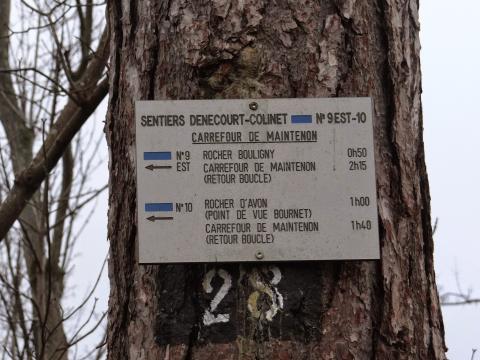 SENTIERS DENECOURT-COLINET N° 9 EST-10
CARREFOUR DE MAINTENON
N°9 ROCHER BOULIGNY 0h50
EST CARREFOUR DE MAINTENON 2h15
(RETOUR BOUCLE)
N°10 ROCHER D'AVON 1h00
(POINT DE VUE BOURNET)
CARREFOUR DE MAINTENON 1h40
(RETOUR BOUCLE)
23